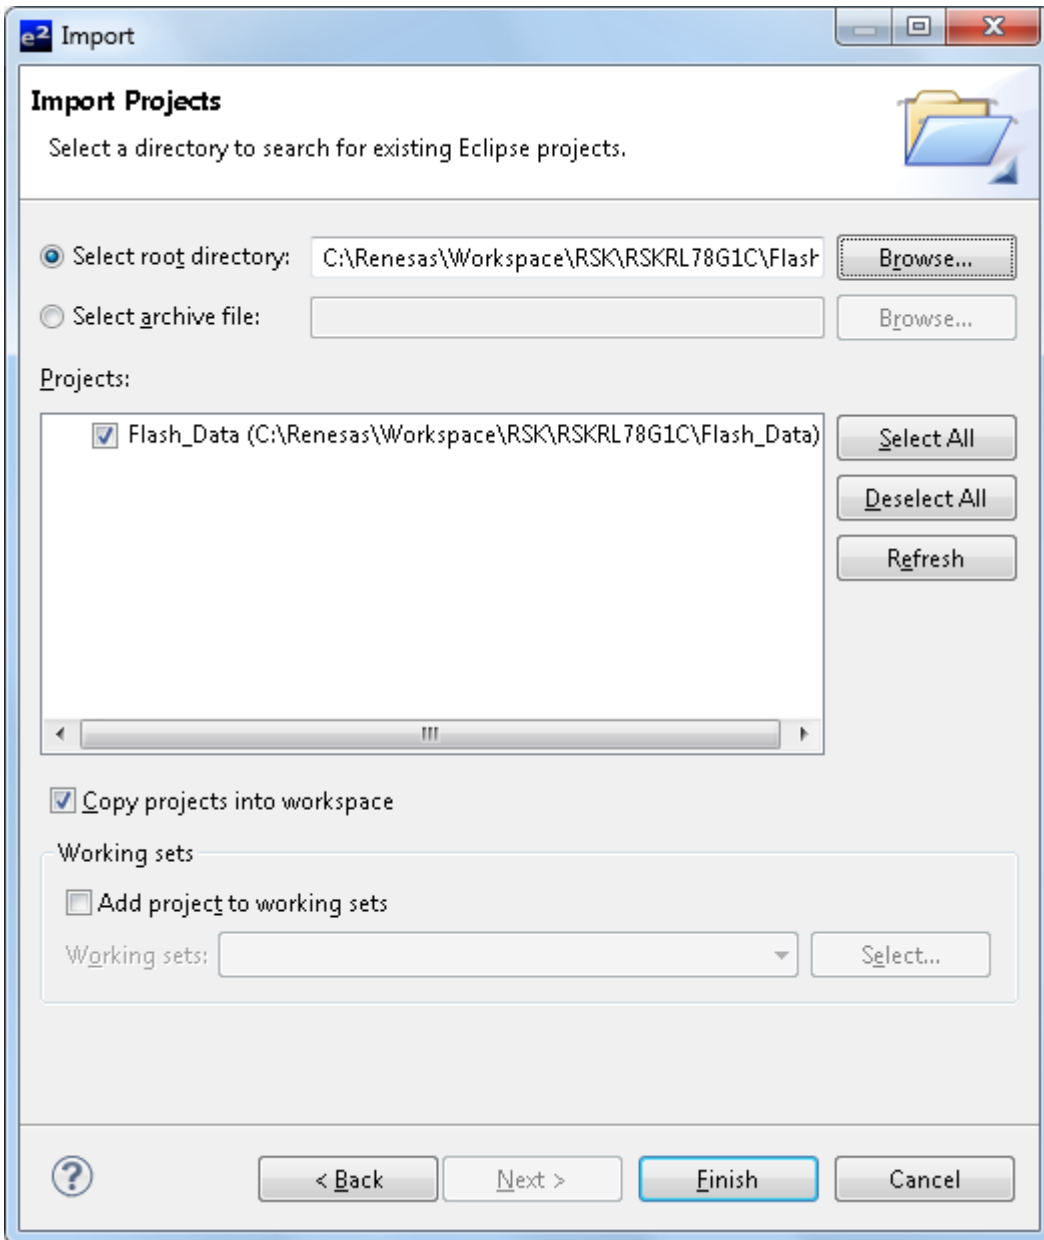 e² Import
Import Projects
Select a directory to search for existing Eclipse projects.
Select root directory: C:\Renesas\Workspace\RSK\RSKRL78G1C\Flash Browse...
Select archive file: Browse...
Projects:
Flash_Data (C:\Renesas\Workspace\RSK\RSKRL78G1C\Flash_Data)
Select All
Deselect All
Refresh
Copy projects into workspace
Working sets
Add project to working sets
Working sets: Select...
< Back Next > Finish Cancel